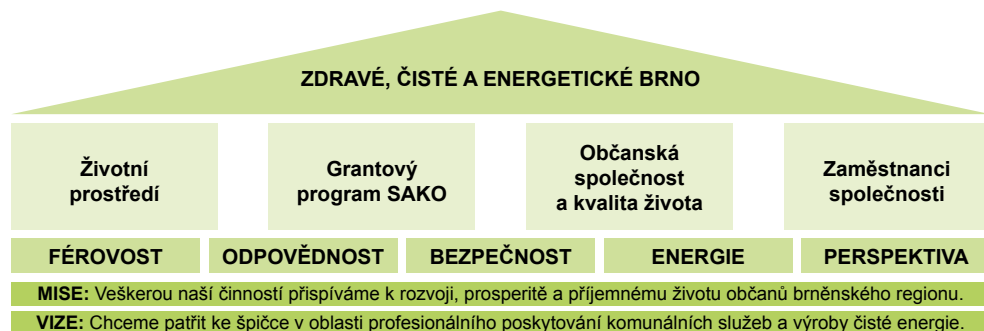 ZDRAVÉ, ČISTÉ A ENERGETICKÉ BRNO
Životní
prostředí
Grantový
program SAKO
Občanská
společnost
a kvalita života
Zaměstnanci
společnosti
FÉROVOST
ODPOVĚDNOST
BEZPEČNOST
ENERGIE
PERSPEKTIVA
MISE: Veškerou naší činností přispíváme k rozvoji, prosperitě a příjemnému životu občanů brněnského regionu.
VIZE: Chceme patřit ke špičce v oblasti profesionálního poskytování komunálních služeb a výroby čisté energie.